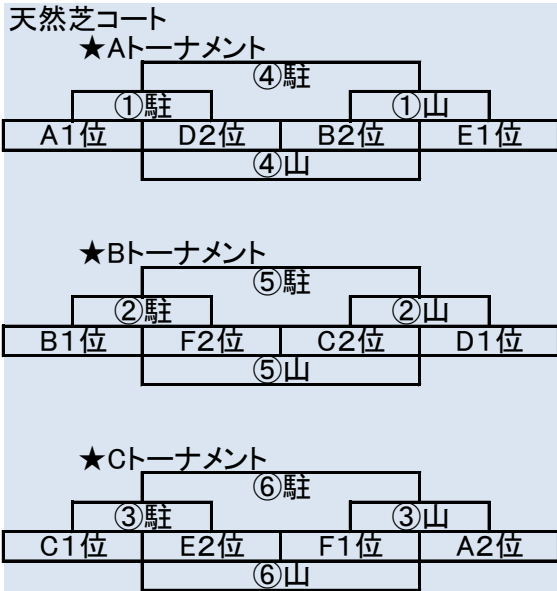 天然芝コート
★Aトーナメント
④駐
①駐 ①山
A1位 D2位 B2位 E1位
④山
★Bトーナメント
⑤駐
②駐 ②山
B1位 F2位 C2位 D1位
⑤山
★Cトーナメント
⑥駐
③駐 ③山
C1位 E2位 F1位 A2位
⑥山